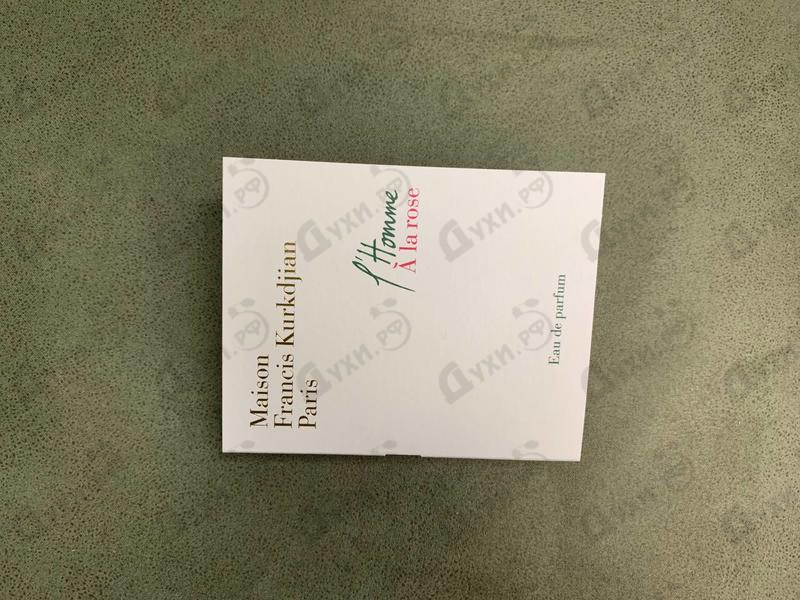 Maison
Francis Kurkdjian
Paris
l'Homme
À la rose
Eau de parfum
Духи.рф